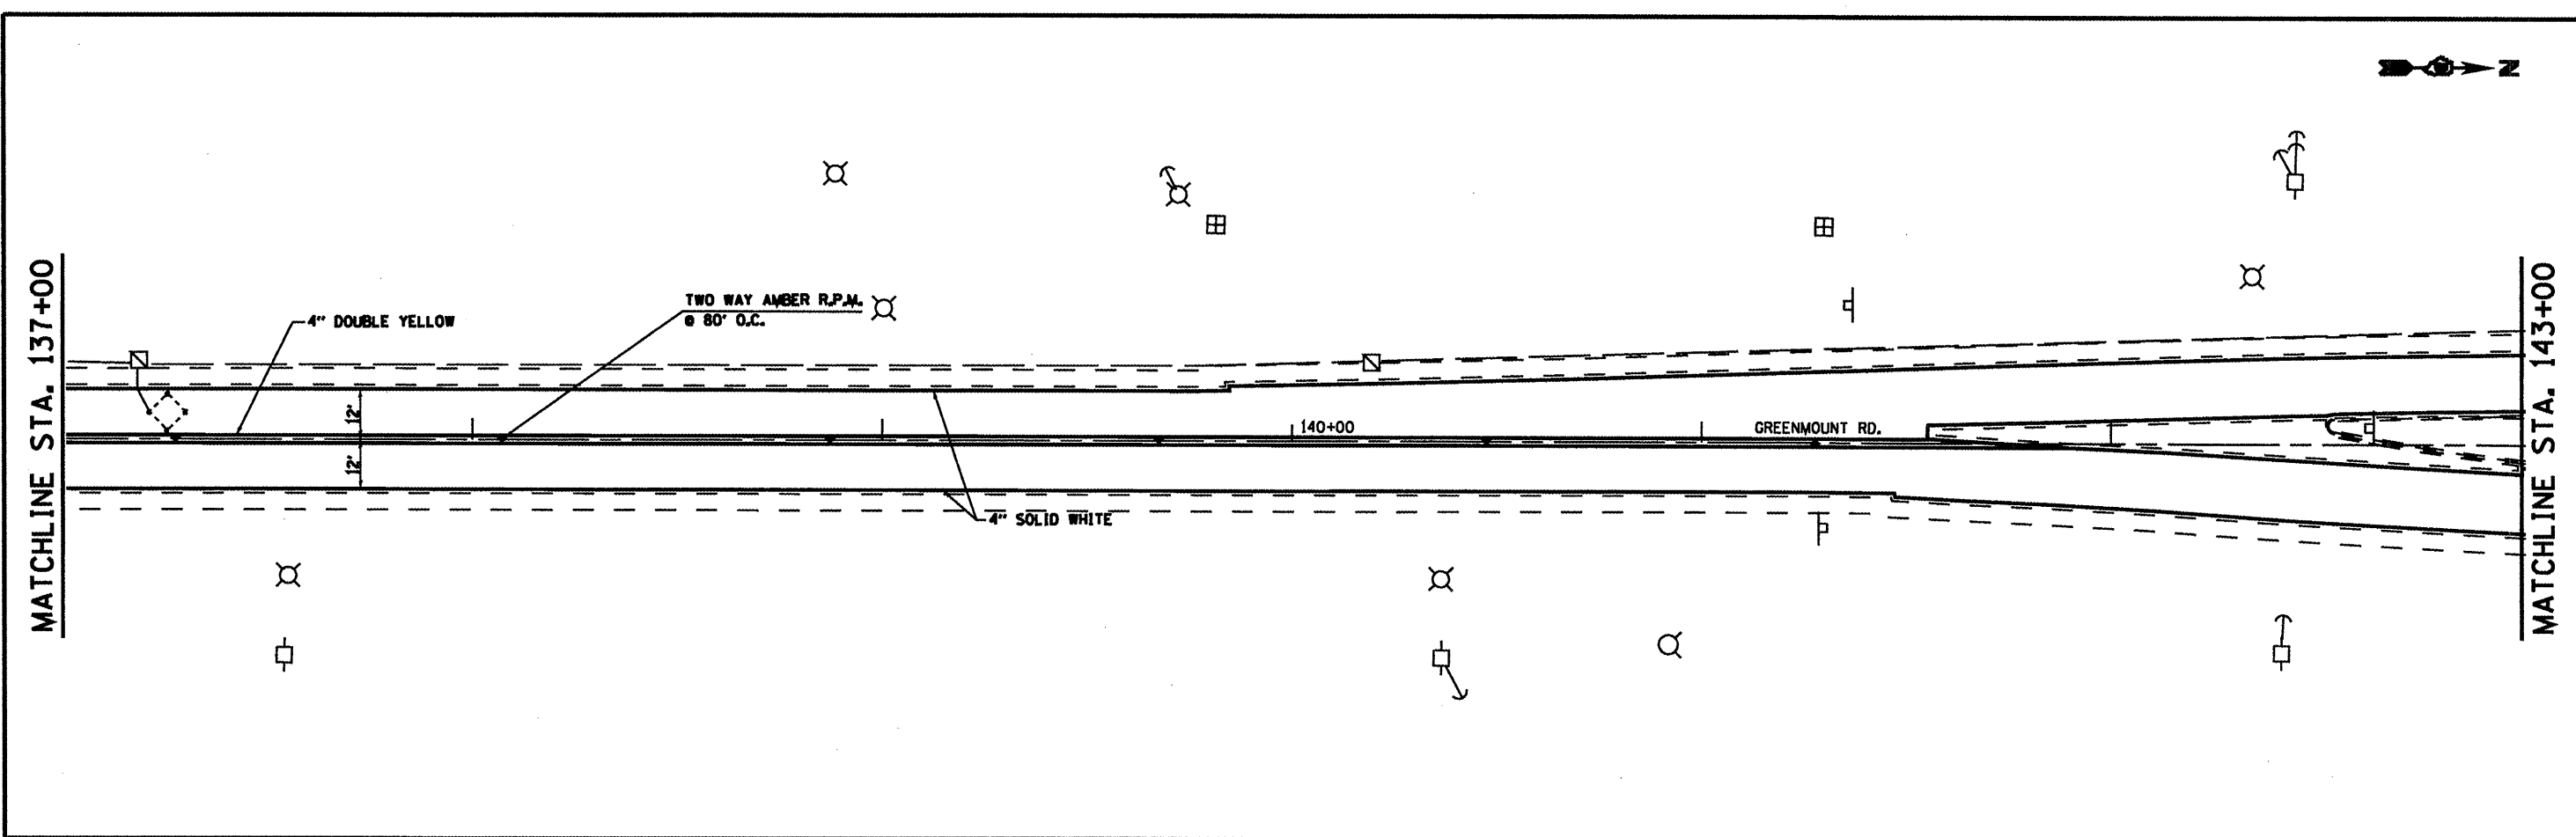 N
MATCHLINE STA. 137+00
4" DOUBLE YELLOW
TWO WAY AMBER R.P.M.
@ 80' O.C.
12'
12'
140+00
GREENMOUNT RD.
4" SOLID WHITE
MATCHLINE STA. 143+00